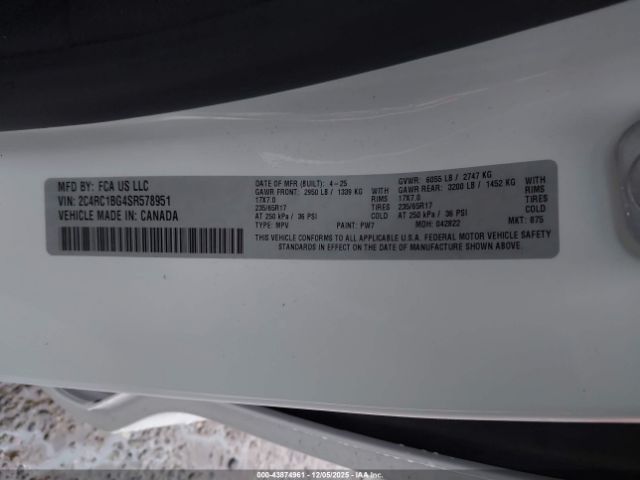 MFD BY: FCA US LLC
VIN: 2C4RC1BG4SR578951
VEHICLE MADE IN: CANADA
DATE OF MFR (BUILT): 4-25
GAWR FRONT: 2950 LB / 1339 KG WITH
17X7.0 RIMS
235/65R17 TIRES
AT 250 kPa / 36 PSI COLD
TYPE: MPV PAINT: PW7
GVWR: 6055 LB / 2747 KG
GAWR REAR: 3200 LB / 1452 KG WITH
17X7.0 RIMS
235/65R17 TIRES
AT 250 kPa / 36 PSI COLD
MDH: 042822 MKT: 875
THIS VEHICLE CONFORMS TO ALL APPLICABLE U.S.A. FEDERAL MOTOR VEHICLE SAFETY
STANDARDS IN EFFECT ON THE DATE OF MANUFACTURE SHOWN ABOVE.
000-43874961 - 12/05/2025 - IAAI.COM